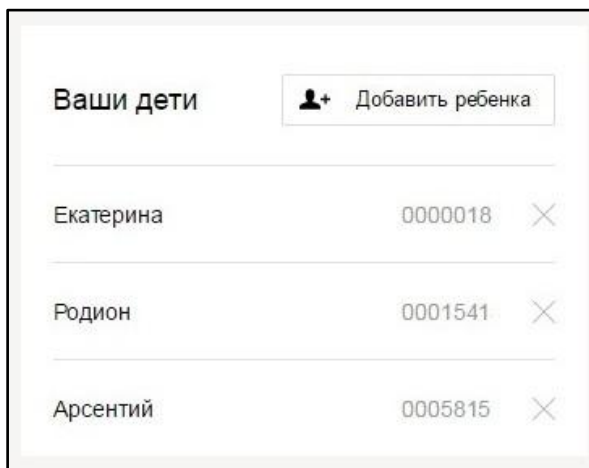 Ваши дети Добавить ребенка
Екатерина 0000018
Родион 0001541
Арсентий 0005815